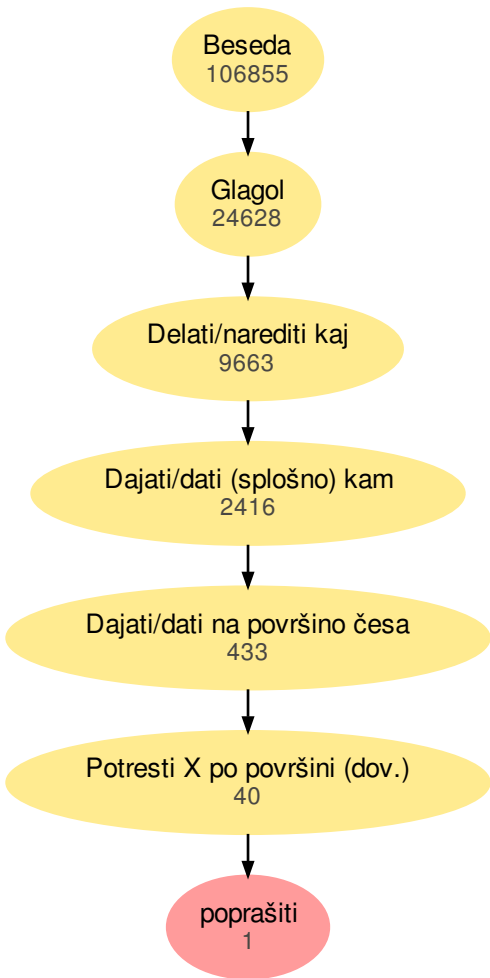 Beseda
106855
Glagol
24628
Delati/narediti kaj
9663
Dajati/dati (splošno) kam
2416
Dajati/dati na površino česa
433
Potresti X po površini (dov.)
40
poprašiti
1